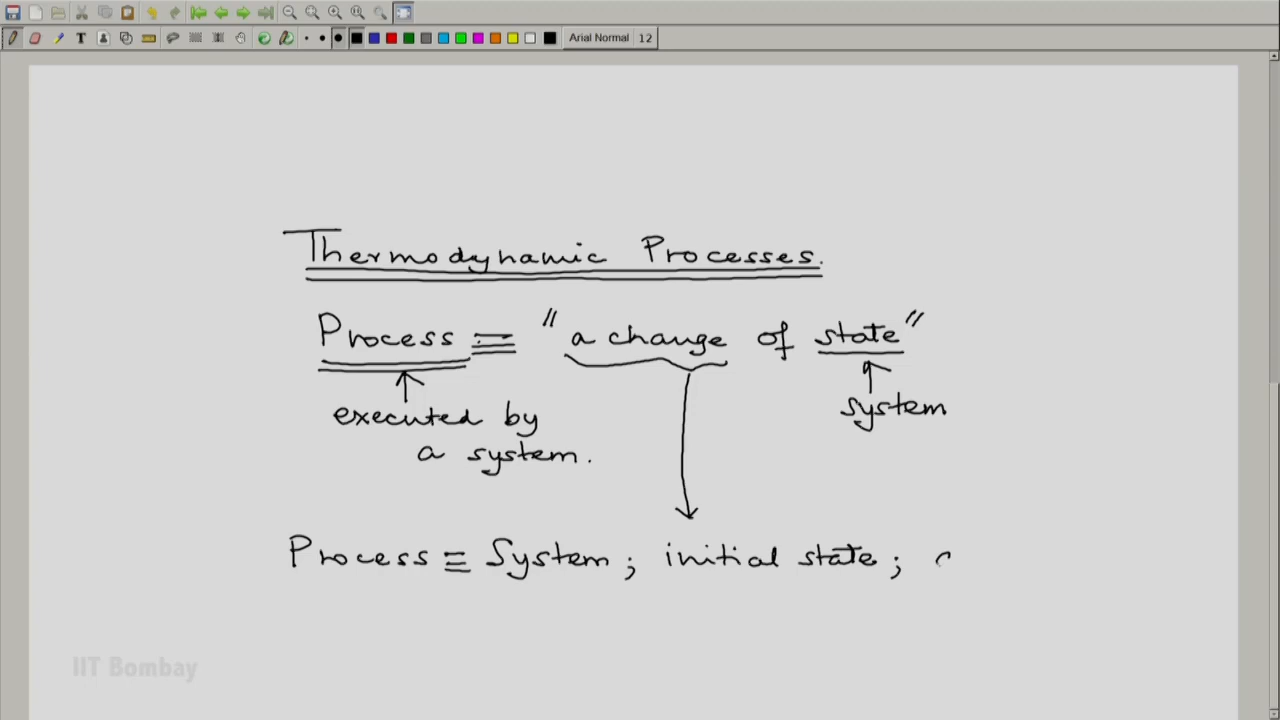 Arial Normal 12
Thermodynamic Processes.
Process ≡ "a change of state"
executed by
a system.
system
Process ≡ System ; initial state ;
IIT Bombay